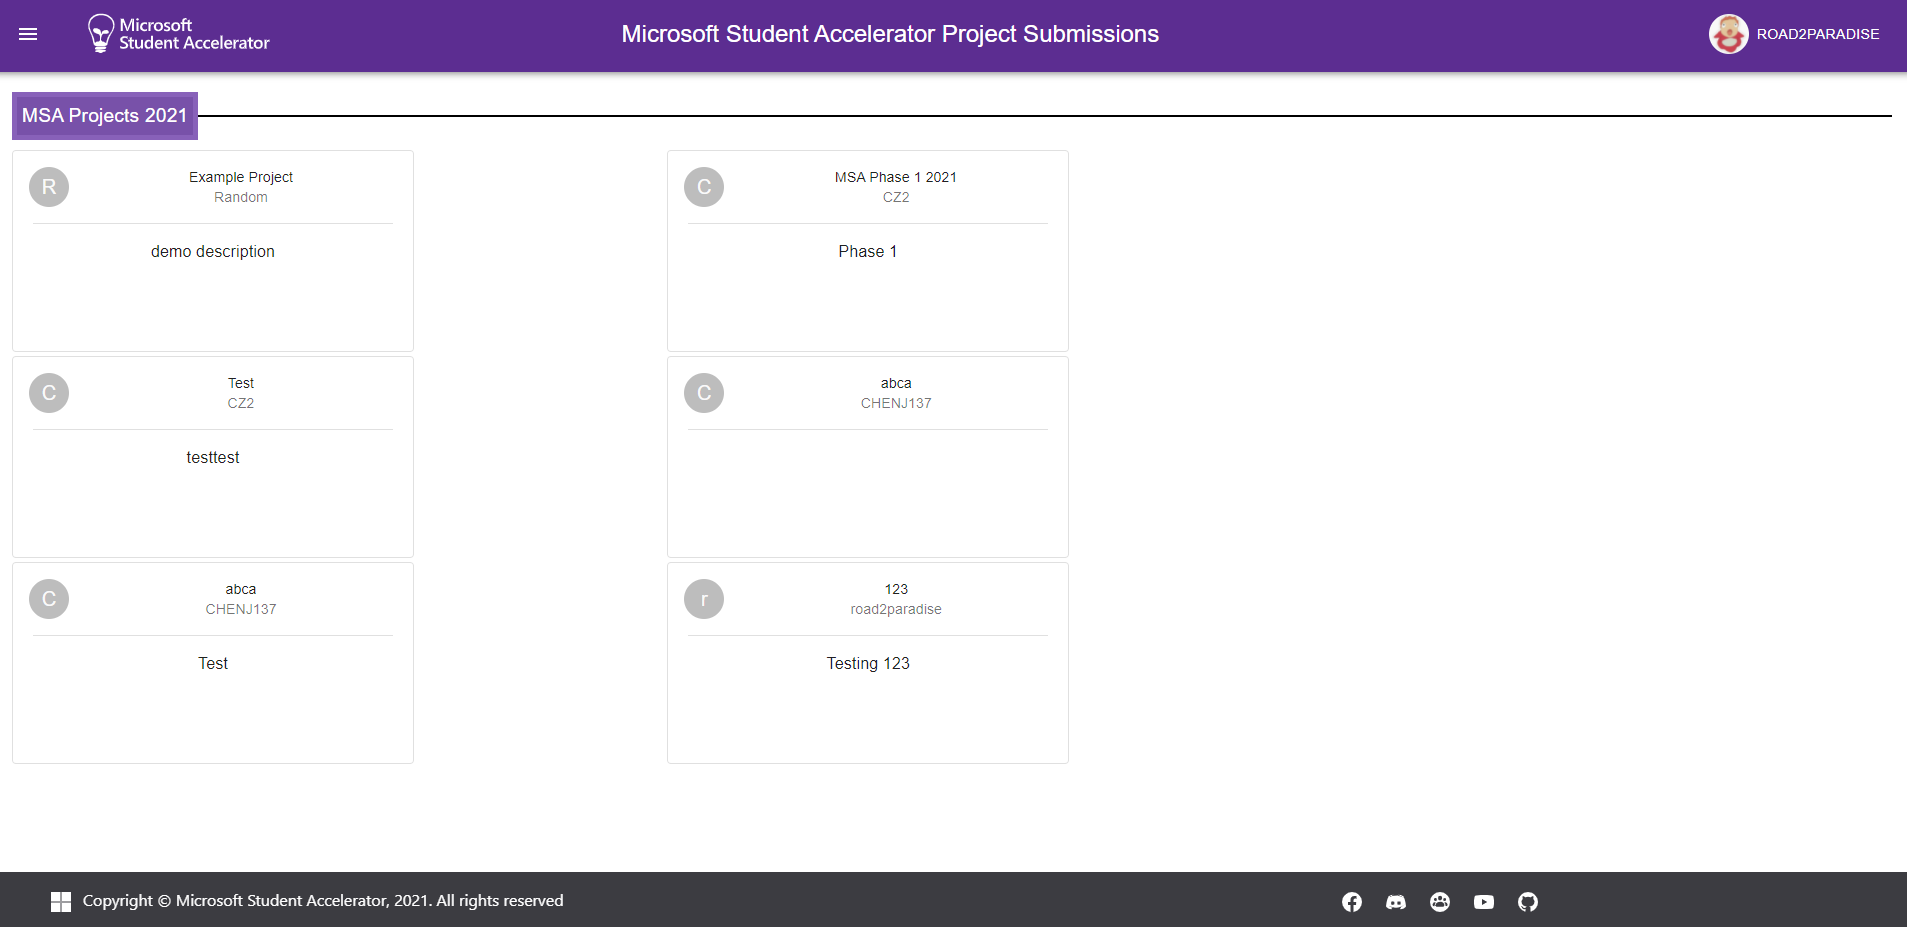 Microsoft
Student Accelerator
Microsoft Student Accelerator Project Submissions
ROAD2PARADISE
MSA Projects 2021
R
Example Project
Random
demo description
C
MSA Phase 1 2021
CZ2
Phase 1
C
Test
CZ2
testtest
C
abca
CHENJ137
C
abca
CHENJ137
Test
r
123
road2paradise
Testing 123
Copyright © Microsoft Student Accelerator, 2021. All rights reserved